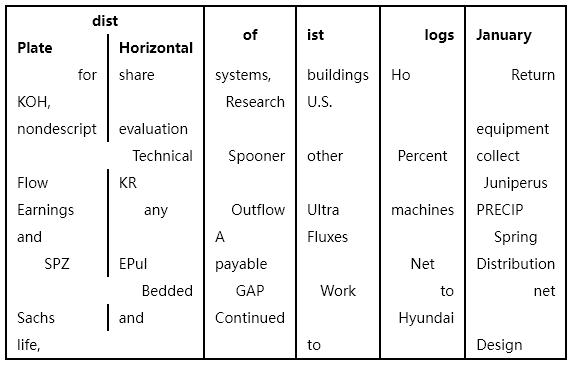 dist of ist logs January
Plate Horizontal
for share systems, buildings Ho Return
KOH, Research U.S.
nondescript evaluation equipment
Technical Spooner other Percent collect
Flow KR Juniperus
Earnings any Outflow Ultra machines PRECIP
and A Fluxes Spring
SPZ EPul payable Net Distribution
Bedded GAP Work to net
Sachs and Continued Hyundai
life, to Design